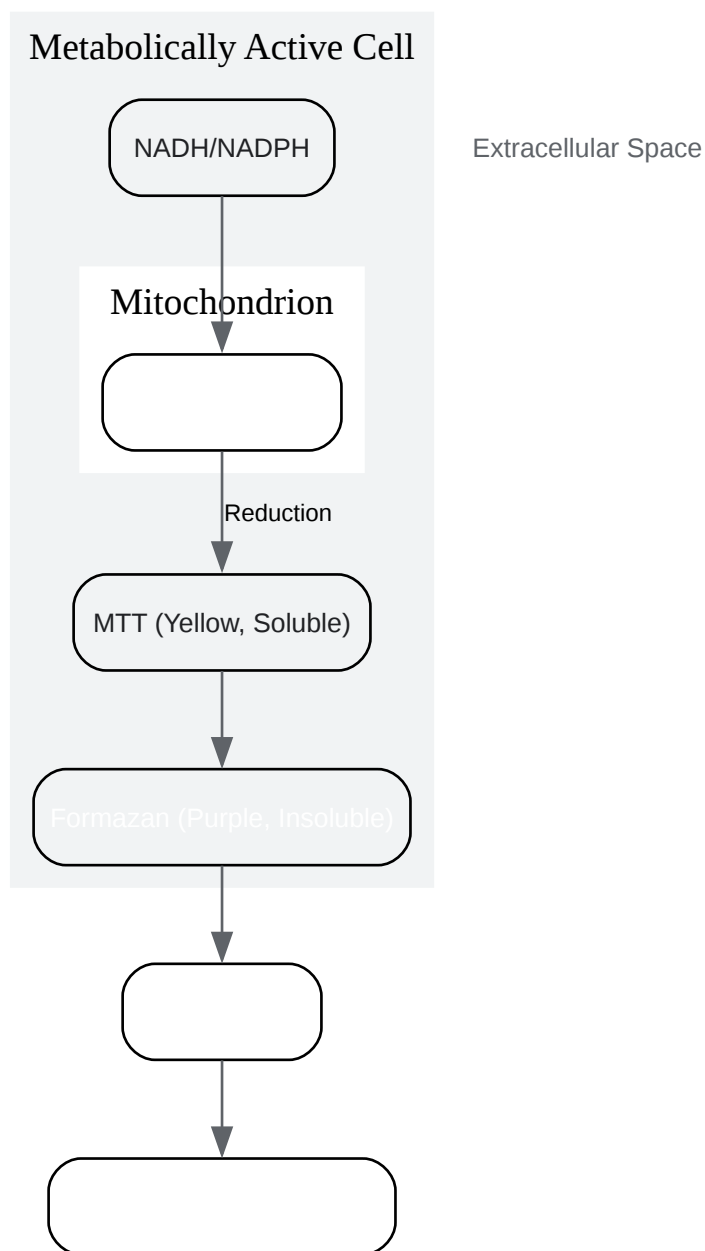 Metabolically Active Cell
NADH/NADPH
Extracellular Space
Mitochondrion
Reduction
MTT (Yellow, Soluble)
Formazan (Purple, Insoluble)